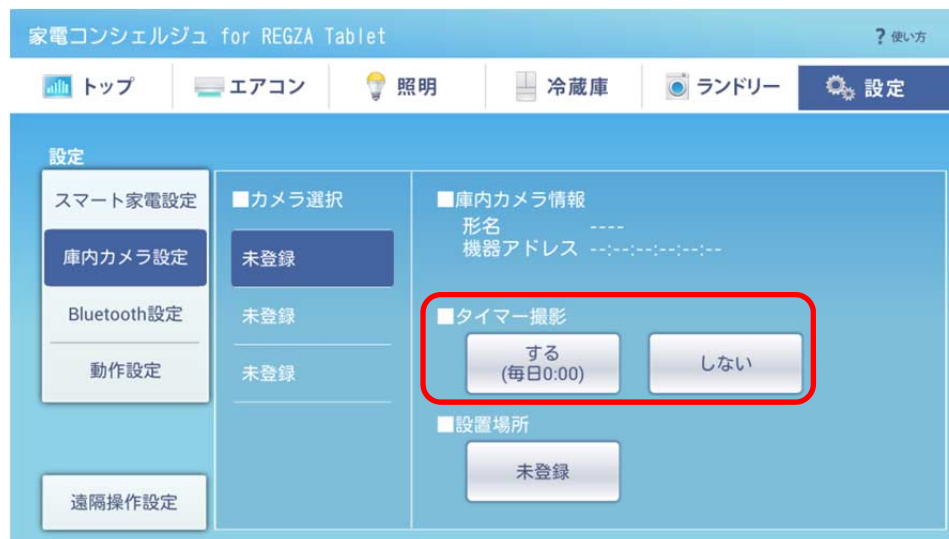 家電コンシェルジュ for REGZA Tablet
? 使い方
トップ
エアコン
照明
冷蔵庫
ランドリー
設定
設定
スマート家電設定
庫内カメラ設定
Bluetooth設定
動作設定
遠隔操作設定
■カメラ選択
未登録
未登録
未登録
■庫内カメラ情報
形名 ----
機器アドレス --:--:--:--:--:--
■タイマー撮影
する
(毎日0:00)
しない
■設置場所
未登録